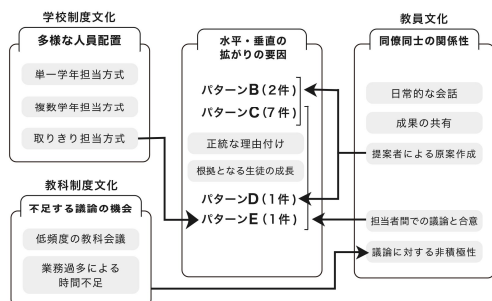 学校制度文化
多様な人員配置
単一学年担当方式
複数学年担当方式
取りきり担当方式
教科制度文化
不足する議論の機会
低頻度の教科会議
業務過多による
時間不足
水平・垂直の
拡がりの要因
パターンB(2件)
パターンC(7件)
正統な理由付け
根拠となる生徒の成長
パターンD(1件)
パターンE(1件)
教員文化
同僚同士の関係性
日常的な会話
成果の共有
提案者による原案作成
担当者間での議論と合意
議論に対する非積極性